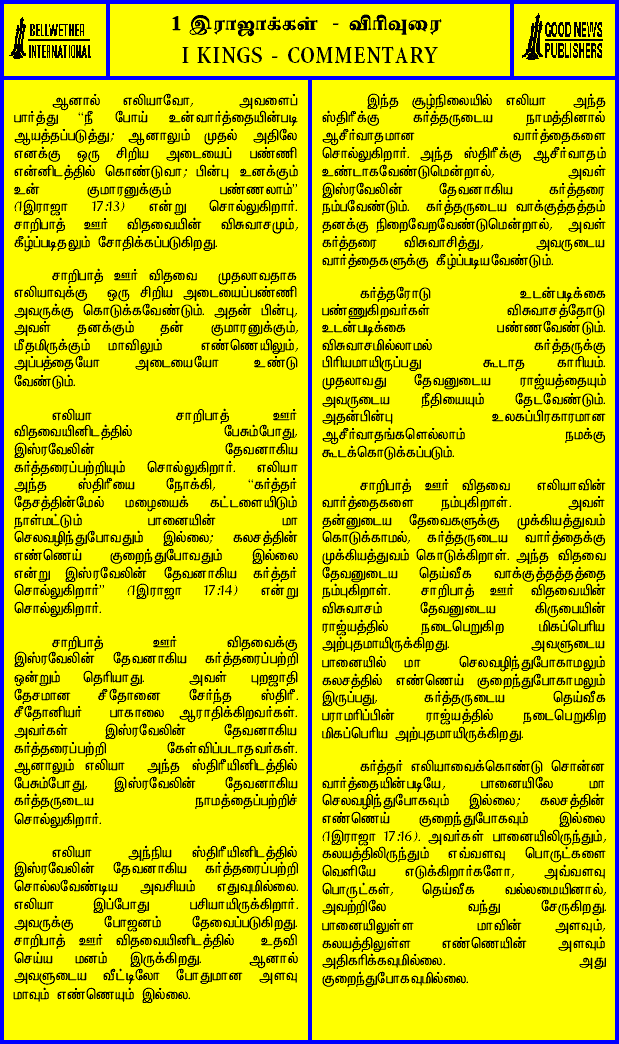 BELLWETHER
INTERNATIONAL
1 இராஜாக்கள் - விரிவுரை
I KINGS - COMMENTARY
GOOD NEWS
PUBLISHERS
ஆனால் எலியாவோ, அவளைப்
பார்த்து “நீ போய் உன்வார்த்தையின்படி
ஆயத்தப்படுத்து; ஆனாலும் முதல் அதிலே
எனக்கு ஒரு சிறிய அடையைப் பண்ணி
என்னிடத்தில் கொண்டுவா; பின்பு உனக்கும்
உன் குமாரனுக்கும் பண்ணலாம்”
(1இராஜா 17:13) என்று சொல்லுகிறார்.
சாறிபாத் ஊர் விதவையின் விசுவாசமும்,
கீழ்ப்படிதலும் சோதிக்கப்படுகிறது.
சாறிபாத் ஊர் விதவை முதலாவதாக
எலியாவுக்கு ஒரு சிறிய அடையைப்பண்ணி
அவருக்கு கொடுக்கவேண்டும். அதன் பின்பு,
அவள் தனக்கும் தன் குமாரனுக்கும்,
மீதமிருக்கும் மாவிலும் எண்ணெயிலும்,
அப்பத்தையோ அடையையோ உண்டு
வேண்டும்.
எலியா சாறிபாத் ஊர்
விதவையினிடத்தில் பேசும்போது,
இஸ்ரவேலின் தேவனாகிய
கர்த்தரைப்பற்றியும் சொல்லுகிறார். எலியா
அந்த ஸ்திரீயை நோக்கி, “கர்த்தர்
தேசத்தின்மேல் மழையைக் கட்டளையிடும்
நாள்மட்டும் பானையின் மா
செலவழிந்துபோவதும் இல்லை; கலசத்தின்
எண்ணெய் குறைந்துபோவதும் இல்லை
என்று இஸ்ரவேலின் தேவனாகிய கர்த்தர்
சொல்லுகிறார்” (1இராஜா 17:14) என்று
சொல்லுகிறார்.
சாறிபாத் ஊர் விதவைக்கு
இஸ்ரவேலின் தேவனாகிய கர்த்தரைப்பற்றி
ஒன்றும் தெரியாது. அவள் புறஜாதி
தேசமான சீதோனை சேர்ந்த ஸ்திரீ.
சீதோனியர் பாகாலை ஆராதிக்கிறவர்கள்.
அவர்கள் இஸ்ரவேலின் தேவனாகிய
கர்த்தரைப்பற்றி கேள்விப்படாதவர்கள்.
ஆனாலும் எலியா அந்த ஸ்திரீயினிடத்தில்
பேசும்போது, இஸ்ரவேலின் தேவனாகிய
கர்த்தருடைய நாமத்தைப்பற்றிச்
சொல்லுகிறார்.
எலியா அந்நிய ஸ்திரீயினிடத்தில்
இஸ்ரவேலின் தேவனாகிய கர்த்தரைப்பற்றி
சொல்லவேண்டிய அவசியம் எதுவுமில்லை.
எலியா இப்போது பசியாயிருக்கிறார்.
அவருக்கு போஜனம் தேவைப்படுகிறது.
சாறிபாத் ஊர் விதவையினிடத்தில் உதவி
செய்ய மனம் இருக்கிறது. ஆனால்
அவளுடைய வீட்டிலோ போதுமான அளவு
மாவும் எண்ணெயும் இல்லை.
இந்த சூழ்நிலையில் எலியா அந்த
ஸ்திரீக்கு கர்த்தருடைய நாமத்தினால்
ஆசீர்வாதமான வார்த்தைகளை
சொல்லுகிறார். அந்த ஸ்திரீக்கு ஆசீர்வாதம்
உண்டாகவேண்டுமென்றால், அவள்
இஸ்ரவேலின் தேவனாகிய கர்த்தரை
நம்பவேண்டும். கர்த்தருடைய வாக்குத்தத்தம்
தனக்கு நிறைவேறவேண்டுமென்றால், அவள்
கர்த்தரை விசுவாசித்து, அவருடைய
வார்த்தைகளுக்கு கீழ்ப்படியவேண்டும்.
கர்த்தரோடு உடன்படிக்கை
பண்ணுகிறவர்கள் விசுவாசத்தோடு
உடன்படிக்கை பண்ணவேண்டும்.
விசுவாசமில்லாமல் கர்த்தருக்கு
பிரியமாயிருப்பது கூடாத காரியம்.
முதலாவது தேவனுடைய ராஜ்யத்தையும்
அவருடைய நீதியையும் தேடவேண்டும்.
அதன்பின்பு உலகப்பிரகாரமான
ஆசீர்வாதங்களெல்லாம் நமக்கு
கூடக்கொடுக்கப்படும்.
சாறிபாத் ஊர் விதவை எலியாவின்
வார்த்தைகளை நம்புகிறாள். அவள்
தன்னுடைய தேவைகளுக்கு முக்கியத்துவம்
கொடுக்காமல், கர்த்தருடைய வார்த்தைக்கு
முக்கியத்துவம் கொடுக்கிறாள். அந்த விதவை
தேவனுடைய தெய்வீக வாக்குத்தத்தத்தை
நம்புகிறாள். சாறிபாத் ஊர் விதவையின்
விசுவாசம் தேவனுடைய கிருபையின்
ராஜ்யத்தில் நடைபெறுகிற மிகப்பெரிய
அற்புதமாயிருக்கிறது. அவளுடைய
பானையில் மா செலவழிந்துபோகாமலும்
கலசத்தில் எண்ணெய் குறைந்துபோகாமலும்
இருப்பது, கர்த்தருடைய தெய்வீக
பராமரிப்பின் ராஜ்யத்தில் நடைபெறுகிற
மிகப்பெரிய அற்புதமாயிருக்கிறது.
கர்த்தர் எலியாவைக்கொண்டு சொன்ன
வார்த்தையின்படியே, பானையிலே மா
செலவழிந்துபோகவும் இல்லை; கலசத்தின்
எண்ணெய் குறைந்துபோகவும் இல்லை
(1இராஜா 17:16). அவர்கள் பானையிலிருந்தும்,
கலயத்திலிருந்தும் எவ்வளவு பொருட்களை
வெளியே எடுக்கிறார்களோ, அவ்வளவு
பொருட்கள், தெய்வீக வல்லமையினால்,
அவற்றிலே வந்து சேருகிறது.
பானையிலுள்ள மாவின் அளவும்,
கலயத்திலுள்ள எண்ணெயின் அளவும்
அதிகரிக்கவுமில்லை. அது
குறைந்துபோகவுமில்லை.